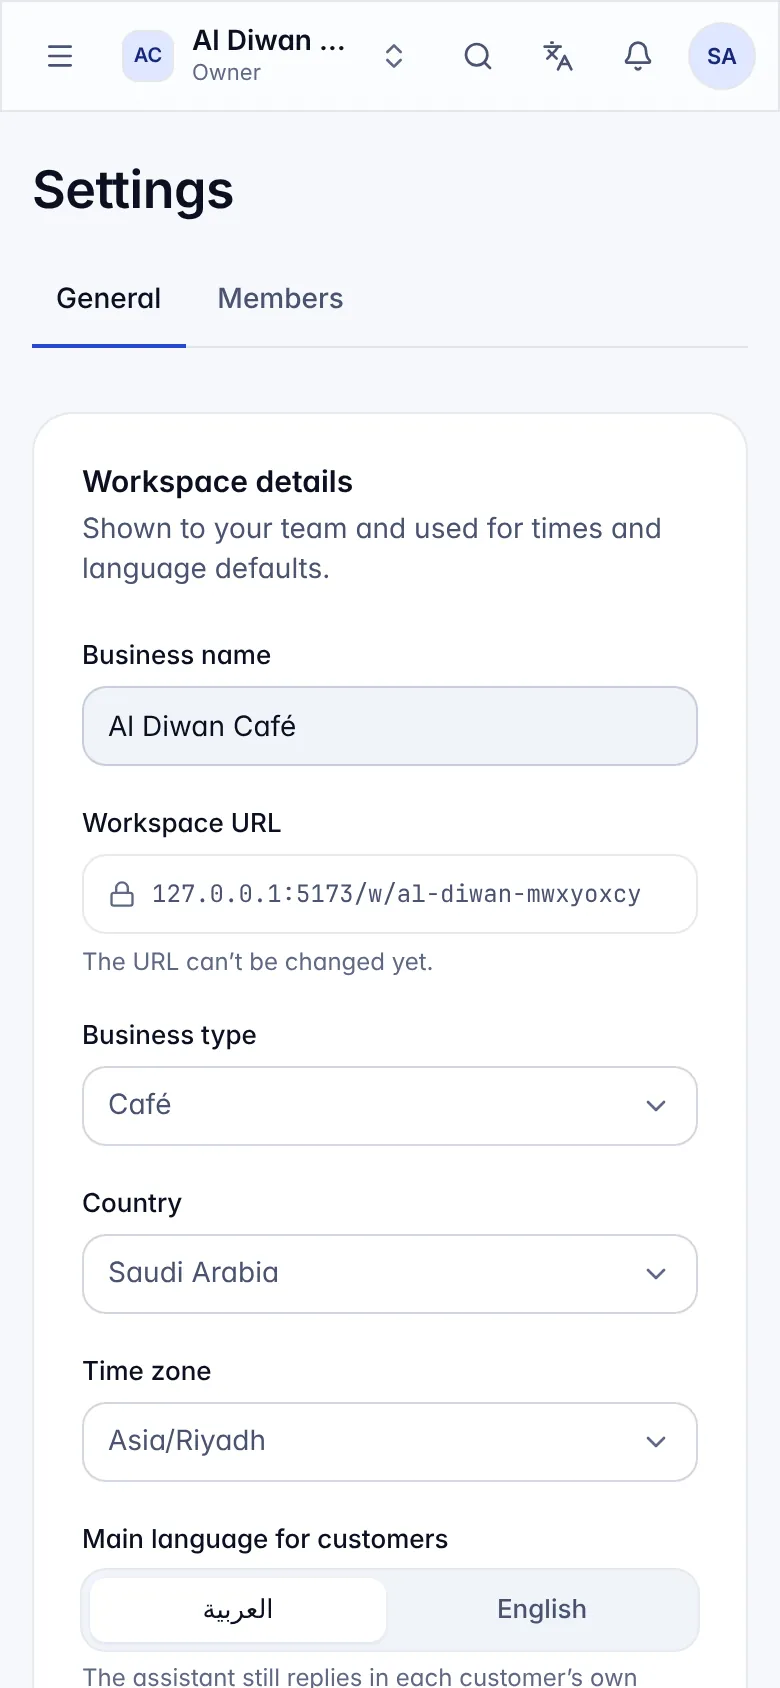 AC
Al Diwan ...
Owner
SA
Settings
General
Members
Workspace details
Shown to your team and used for times and
language defaults.
Business name
Al Diwan Café
Workspace URL
127.0.0.1:5173/w/al-diwan-mwxyoxcy
The URL can’t be changed yet.
Business type
Café
Country
Saudi Arabia
Time zone
Asia/Riyadh
Main language for customers
العربية
English
The assistant still replies in each customer’s own